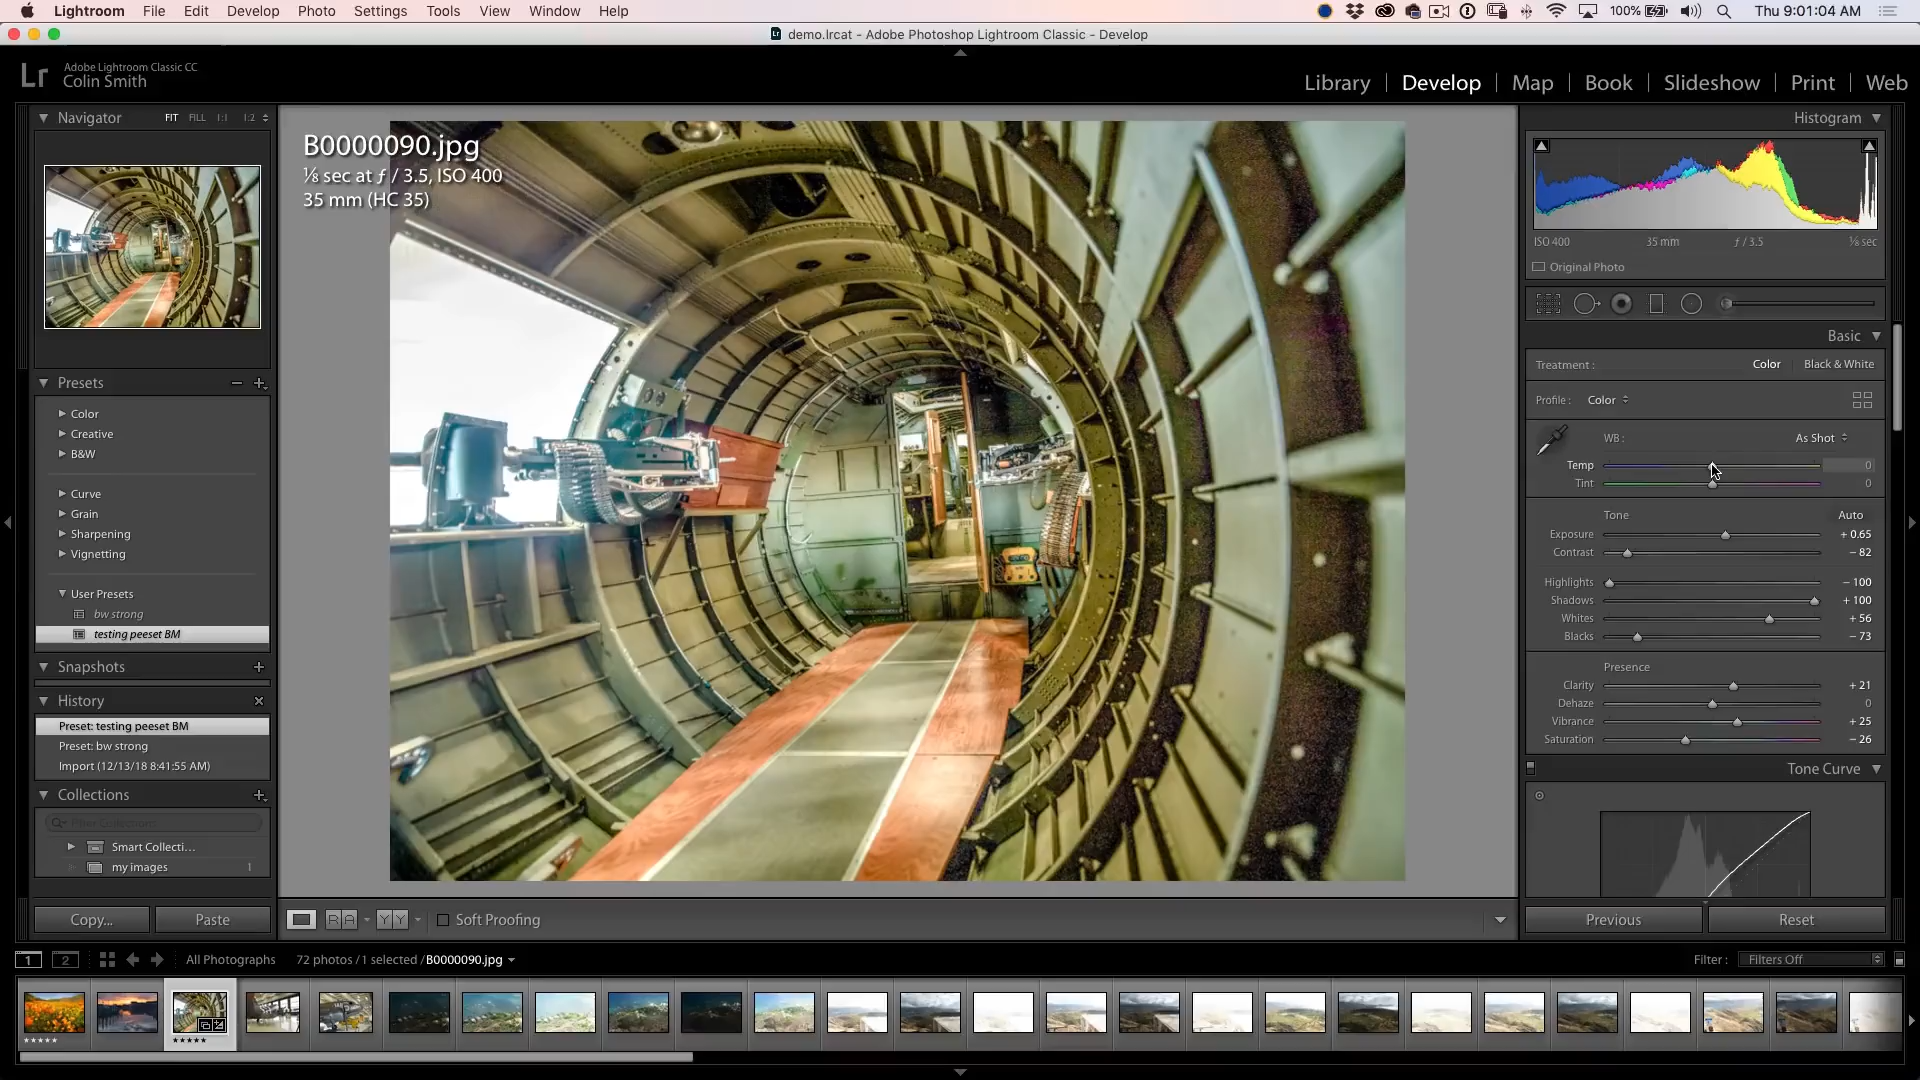 Lightroom File Edit Develop Photo Settings Tools View Window Help 100% Thu 9:01:04 AM
demo.lrcat - Adobe Photoshop Lightroom Classic - Develop
Lr Adobe Lightroom Classic CC
Colin Smith
Library Develop Map Book Slideshow Print Web
Navigator FIT FILL 1:1 1:2
Presets
Color
Creative
B&W
Curve
Grain
Sharpening
Vignetting
User Presets
bw strong
testing peeset BM
Snapshots
History
Preset: testing peeset BM
Preset: bw strong
Import (12/13/18 8:41:55 AM)
Collections
Filter Collections
Smart Collecti...
my images 1
Copy... Paste
B0000090.jpg
⅛ sec at ƒ / 3.5, ISO 400
35 mm (HC 35)
R A Y Y Soft Proofing
Histogram
ISO 400 35 mm ƒ / 3.5 ⅛ sec
Original Photo
Basic
Treatment : Color Black & White
Profile : Color
WB : As Shot
Temp 0
Tint 0
Tone Auto
Exposure + 0.65
Contrast − 82
Highlights − 100
Shadows + 100
Whites + 56
Blacks − 73
Presence
Clarity + 21
Dehaze 0
Vibrance + 25
Saturation − 26
Tone Curve
Previous Reset
1 2 All Photographs 72 photos / 1 selected / B0000090.jpg Filter : Filters Off